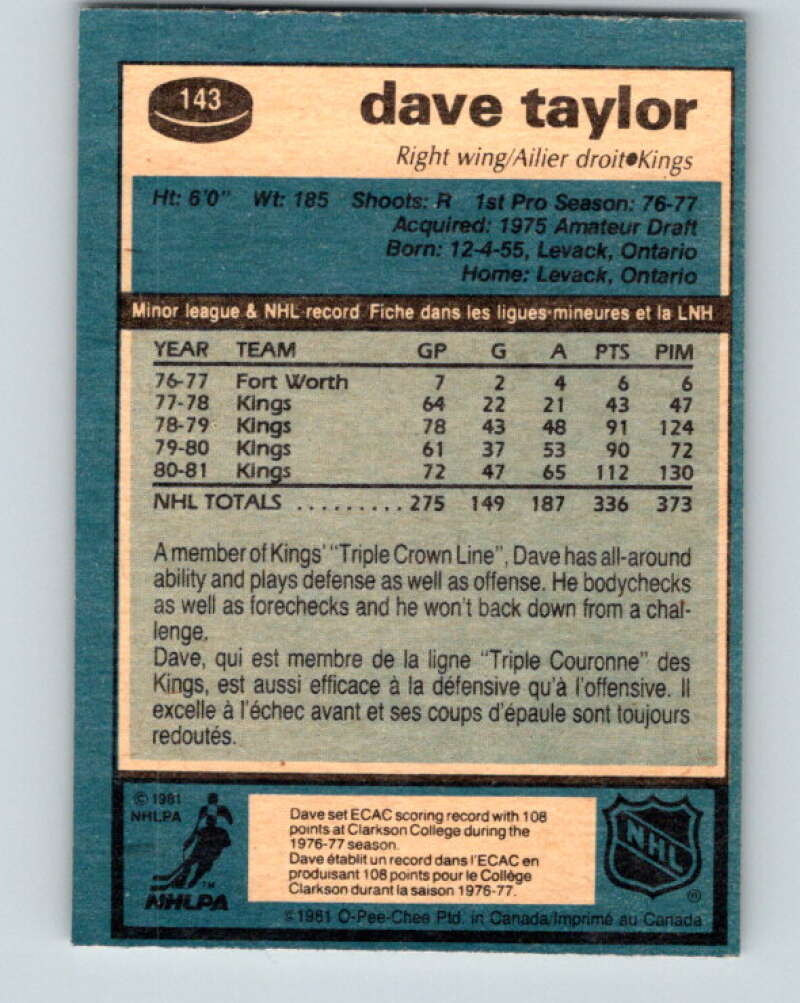 143
dave taylor
Right wing/Ailier droit●Kings
Ht: 6'0" Wt: 185 Shoots: R 1st Pro Season: 76-77
Acquired: 1975 Amateur Draft
Born: 12-4-55, Levack, Ontario
Home: Levack, Ontario
Minor league & NHL record/Fiche dans les ligues mineures et la LNH
YEAR TEAM GP G A PTS PIM
76-77 Fort Worth 7 2 4 6 6
77-78 Kings 64 22 21 43 47
78-79 Kings 78 43 48 91 124
79-80 Kings 61 37 53 90 72
80-81 Kings 72 47 65 112 130
NHL TOTALS ......... 275 149 187 336 373
A member of Kings' "Triple Crown Line", Dave has all-around
ability and plays defense as well as offense. He bodychecks
as well as forechecks and he won't back down from a chal-
lenge.
Dave, qui est membre de la ligne "Triple Couronne" des
Kings, est aussi efficace à la défensive qu'à l'offensive. Il
excelle à l'échec avant et ses coups d'épaule sont toujours
redoutés.
© 1981
NHLPA
TM
NHLPA
Dave set ECAC scoring record with 108
points at Clarkson College during the
1976-77 season.
Dave établit un record dans l'ECAC en
produisant 108 points pour le Collège
Clarkson durant la saison 1976-77.
NHL
®
©1981 O-Pee-Chee Ptd. in Canada/Imprimé au Canada